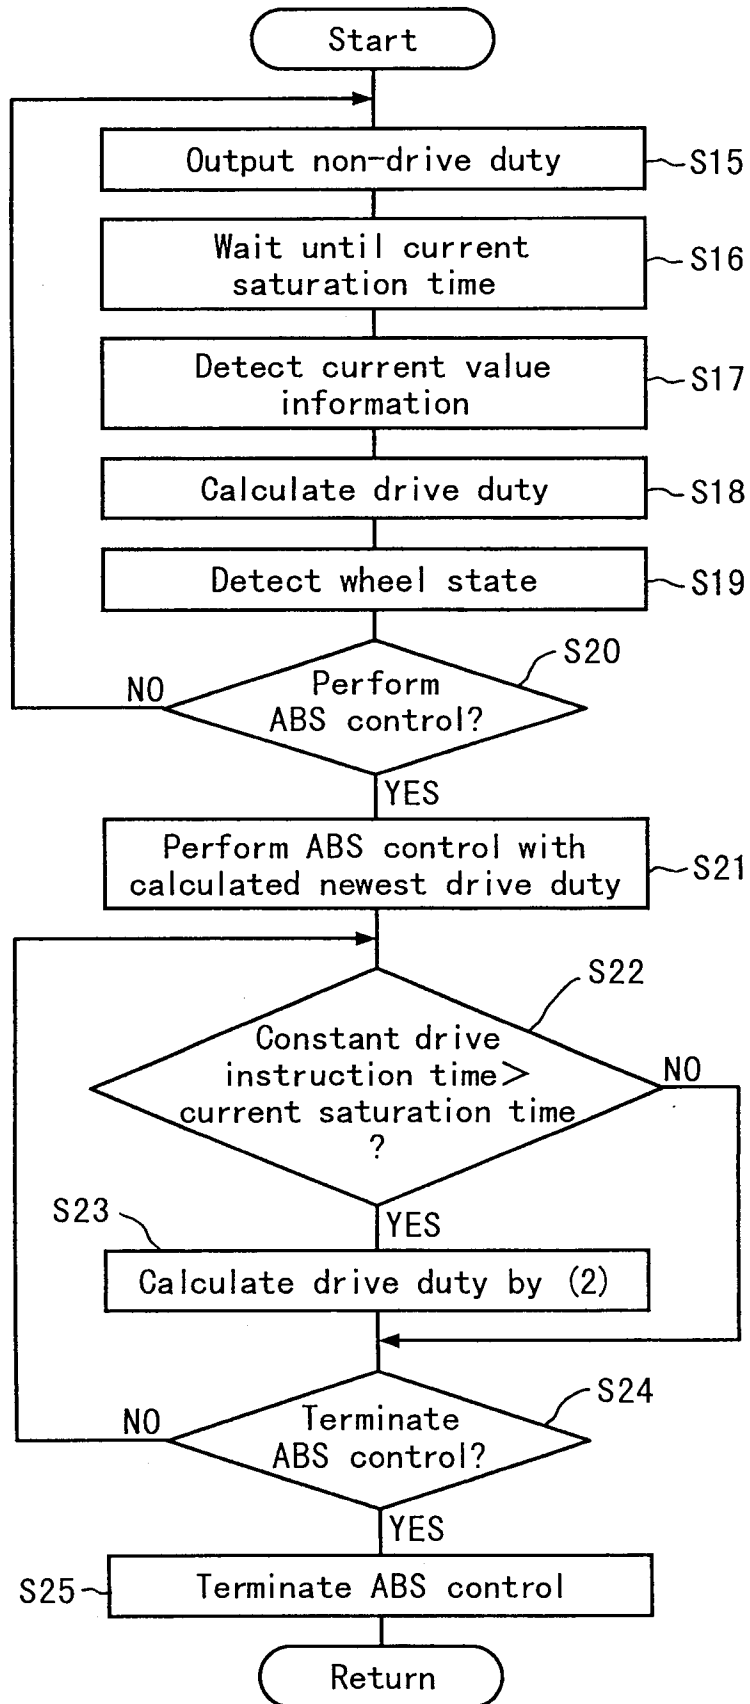 Start
Output non-drive duty
S15
Wait until current
saturation time
S16
Detect current value
information
S17
Calculate drive duty
S18
Detect wheel state
S19
S20
Perform
ABS control?
NO
YES
Perform ABS control with
calculated newest drive duty
S21
S22
Constant drive
instruction time>
current saturation time
?
NO
YES
S23
Calculate drive duty by (2)
S24
Terminate
ABS control?
NO
YES
S25
Terminate ABS control
Return